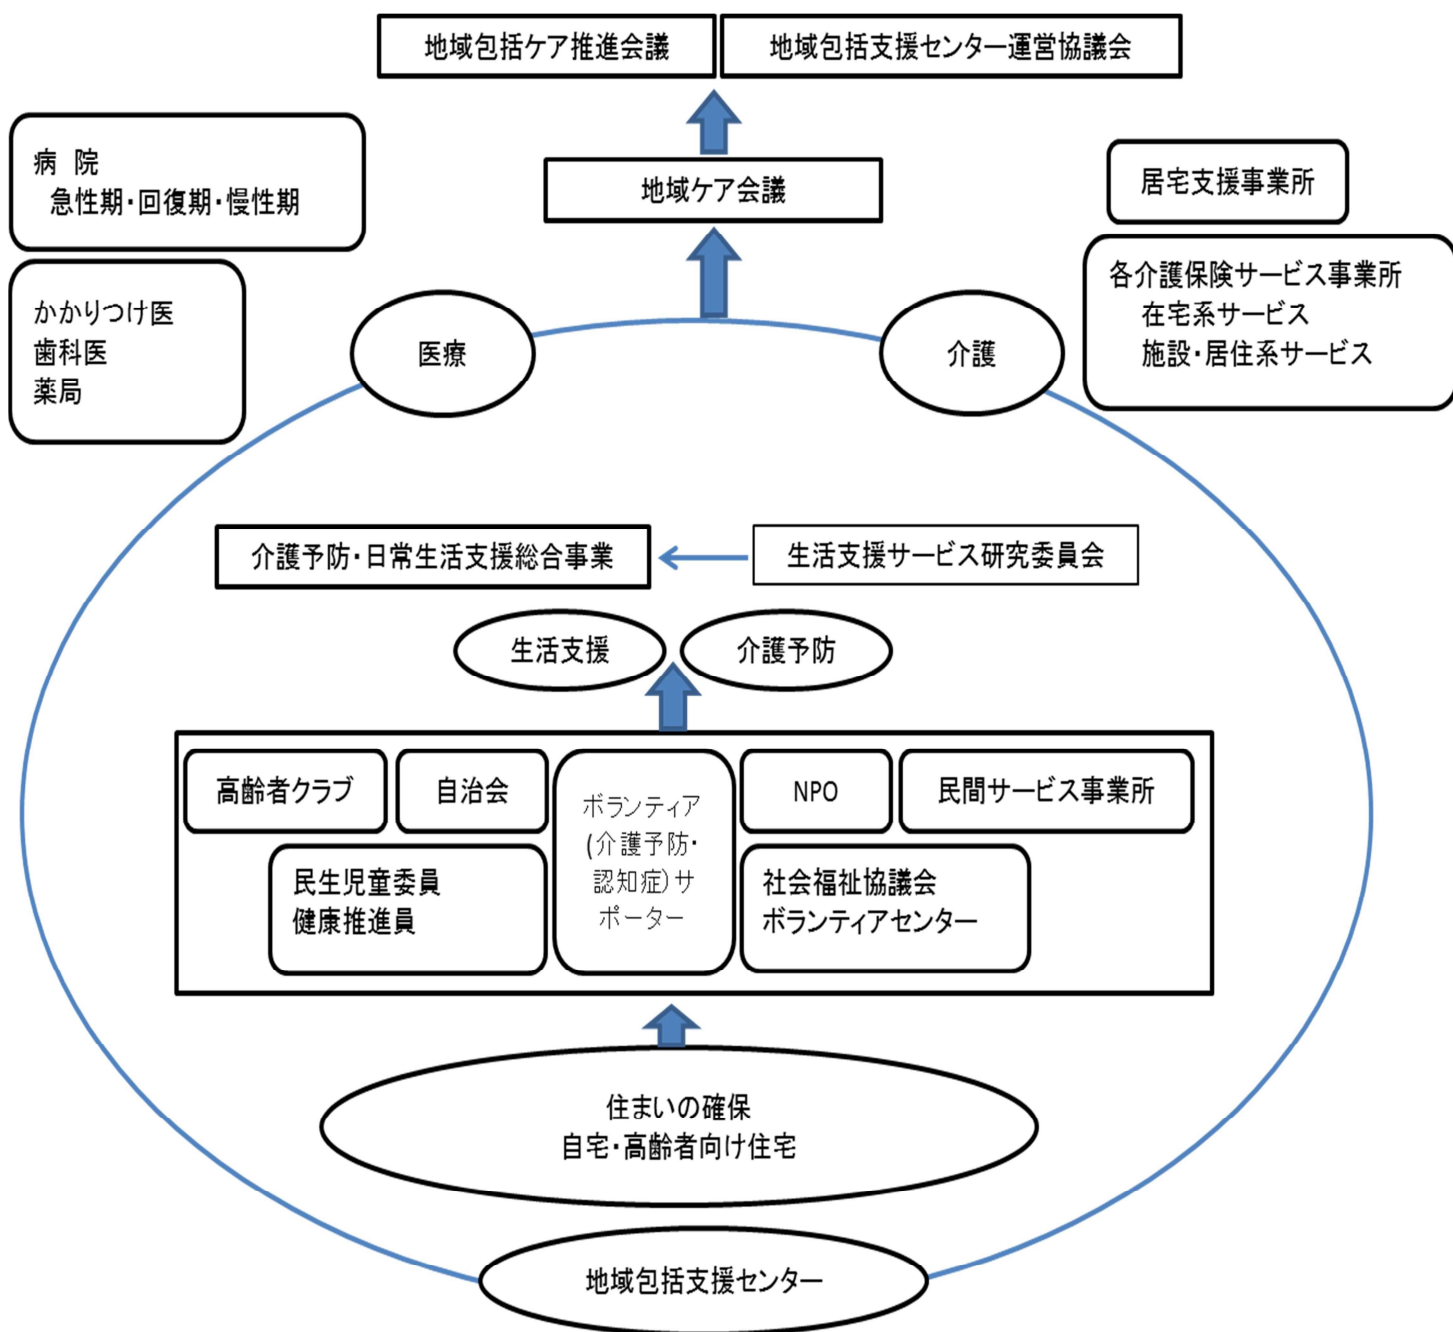 地域包括ケア推進会議
地域包括支援センター運営協議会
病 院
急性期・回復期・慢性期
地域ケア会議
居宅支援事業所
かかりつけ医
歯科医
薬局
医療
介護
各介護保険サービス事業所
在宅系サービス
施設・居住系サービス
介護予防・日常生活支援総合事業
生活支援サービス研究委員会
生活支援
介護予防
高齢者クラブ
自治会
ボランティア
(介護予防・
認知症)サ
ポーター
NPO
民間サービス事業所
民生児童委員
健康推進員
社会福祉協議会
ボランティアセンター
住まいの確保
自宅・高齢者向け住宅
地域包括支援センター